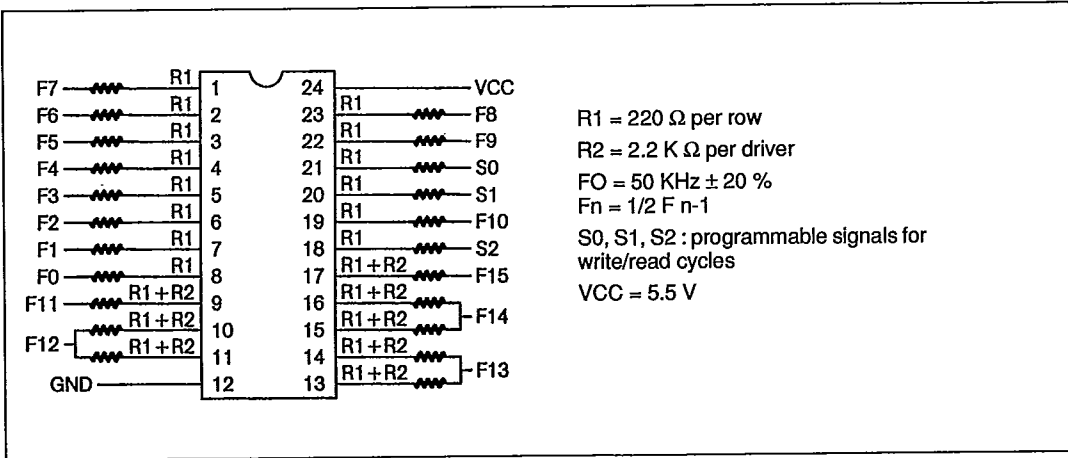 F7 R1 1 24 VCC
F6 R1 2 23 R1 F8
F5 R1 3 22 R1 F9
F4 R1 4 21 R1 S0
F3 R1 5 20 R1 S1
F2 R1 6 19 R1 F10
F1 R1 7 18 R1 S2
F0 R1 8 17 R1+R2 F15
F11 R1+R2 9 16 R1+R2
F14
R1+R2 10 15 R1+R2
F12
R1+R2 11 14 R1+R2
F13
GND 12 13 R1+R2
R1 = 220 Ω per row
R2 = 2.2 K Ω per driver
FO = 50 KHz ± 20 %
Fn = 1/2 F n-1
S0, S1, S2 : programmable signals for
write/read cycles
VCC = 5.5 V